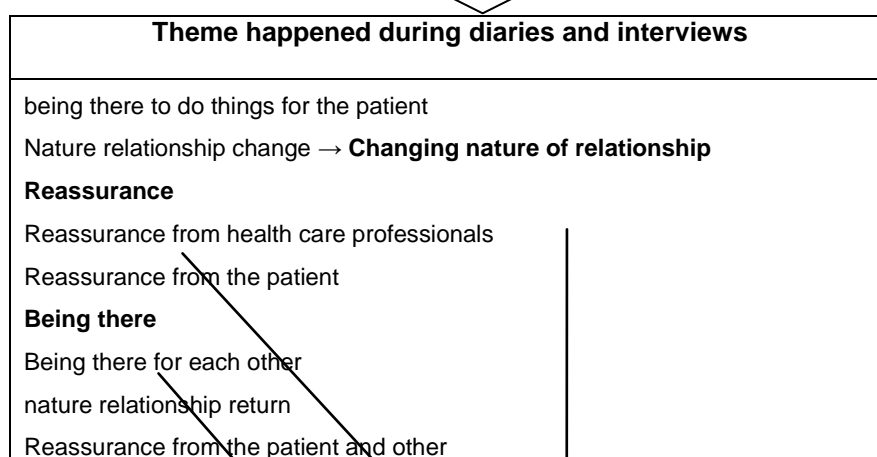 Theme happened during diaries and interviews
being there to do things for the patient
Nature relationship change → Changing nature of relationship
Reassurance
Reassurance from health care professionals
Reassurance from the patient
Being there
Being there for each other
nature relationship return
Reassurance from the patient and other